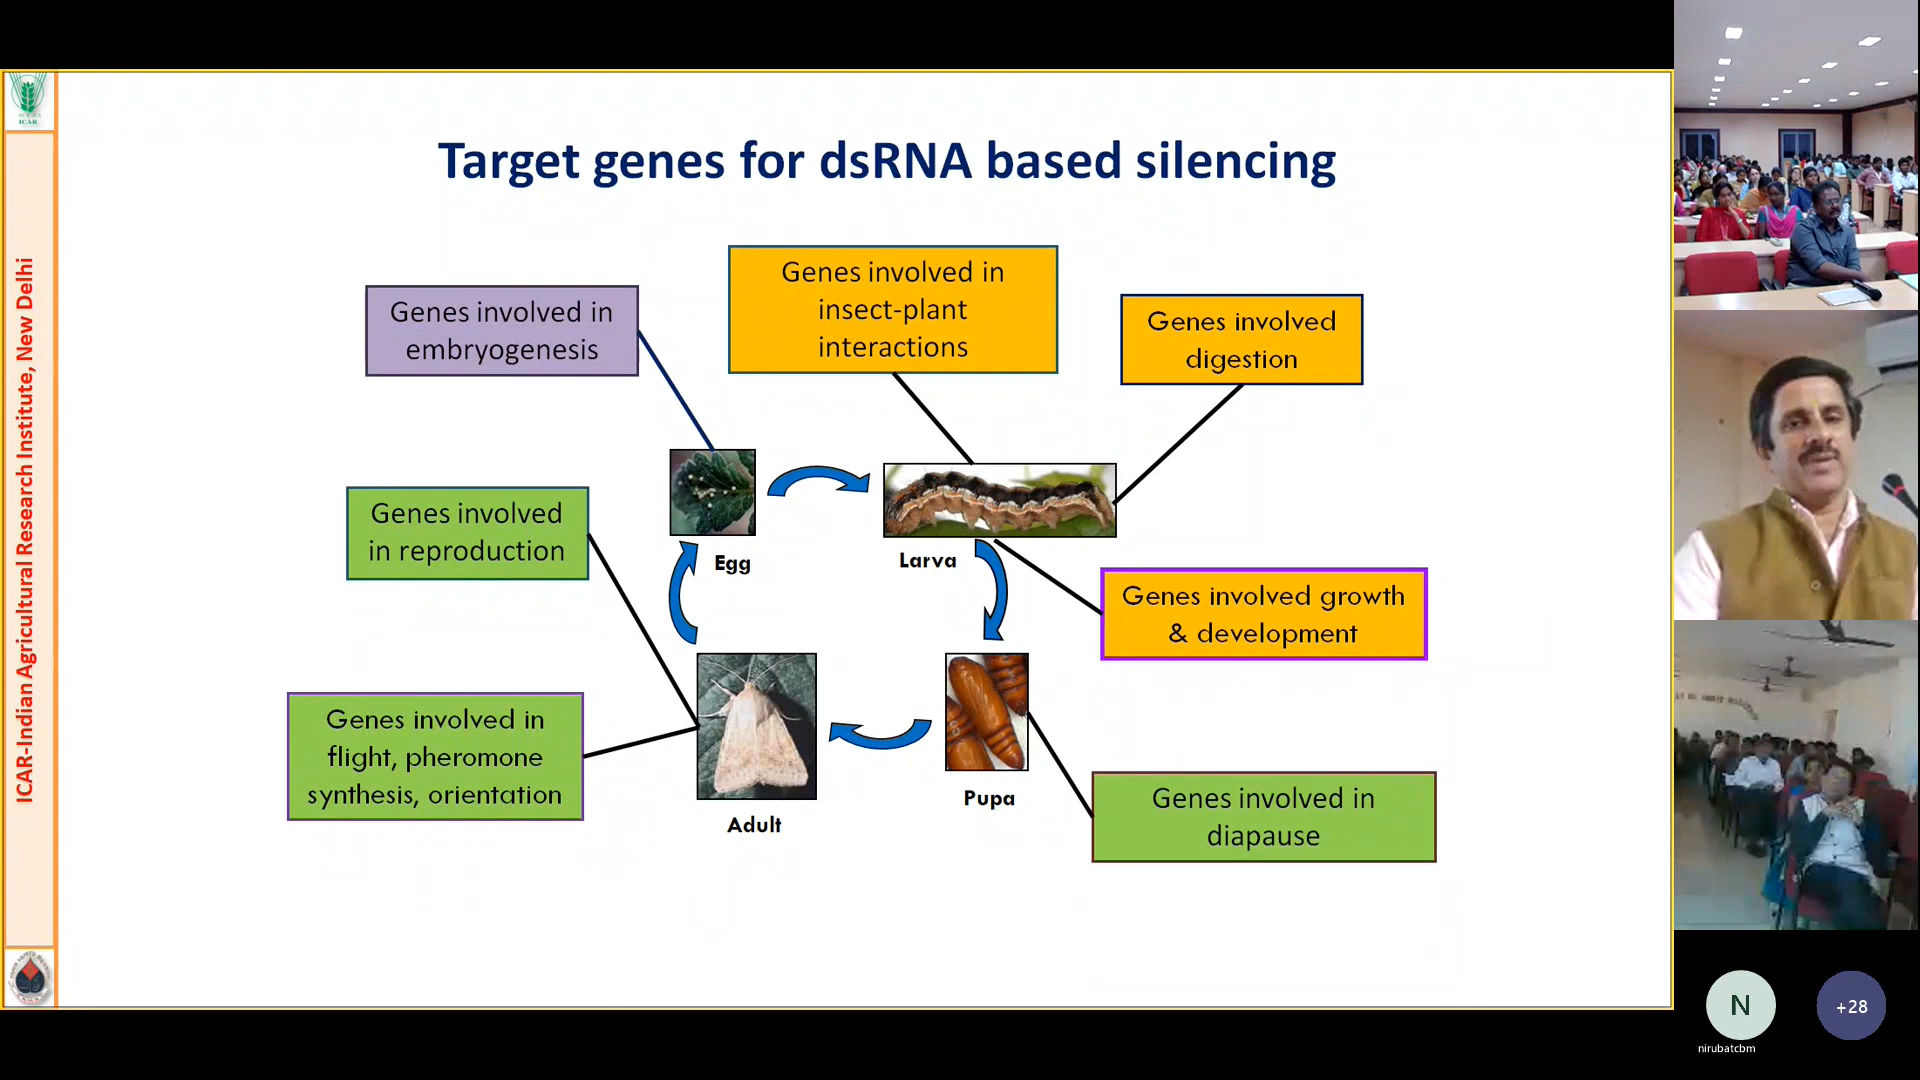 ICAR
ICAR-Indian Agricultural Research Institute, New Delhi
Target genes for dsRNA based silencing
Genes involved in
embryogenesis
Genes involved in
insect-plant
interactions
Genes involved
digestion
Genes involved
in reproduction
Egg
Larva
Genes involved growth
& development
Genes involved in
flight, pheromone
synthesis, orientation
Adult
Pupa
Genes involved in
diapause
N
+28
nirubatcbm